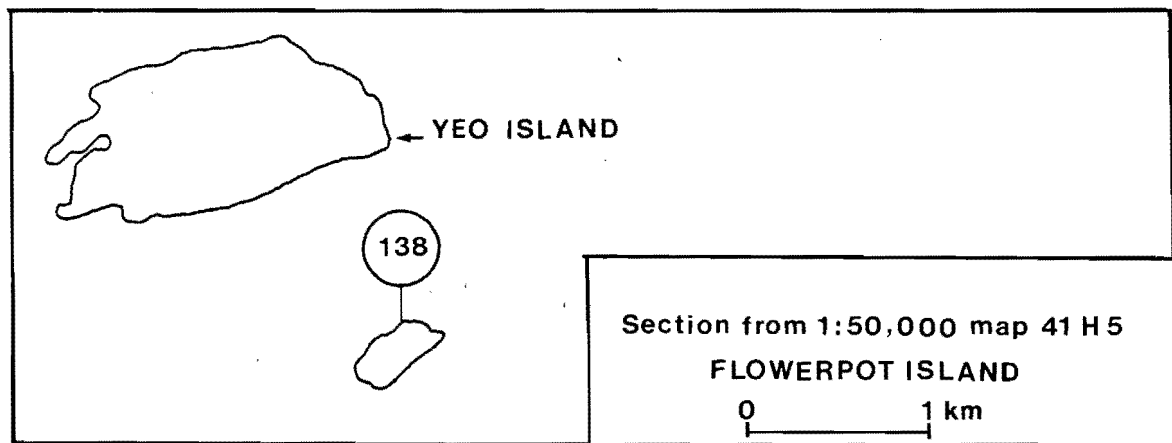 YEO ISLAND
138
Section from 1:50,000 map 41 H 5
FLOWERPOT ISLAND
0 1 km